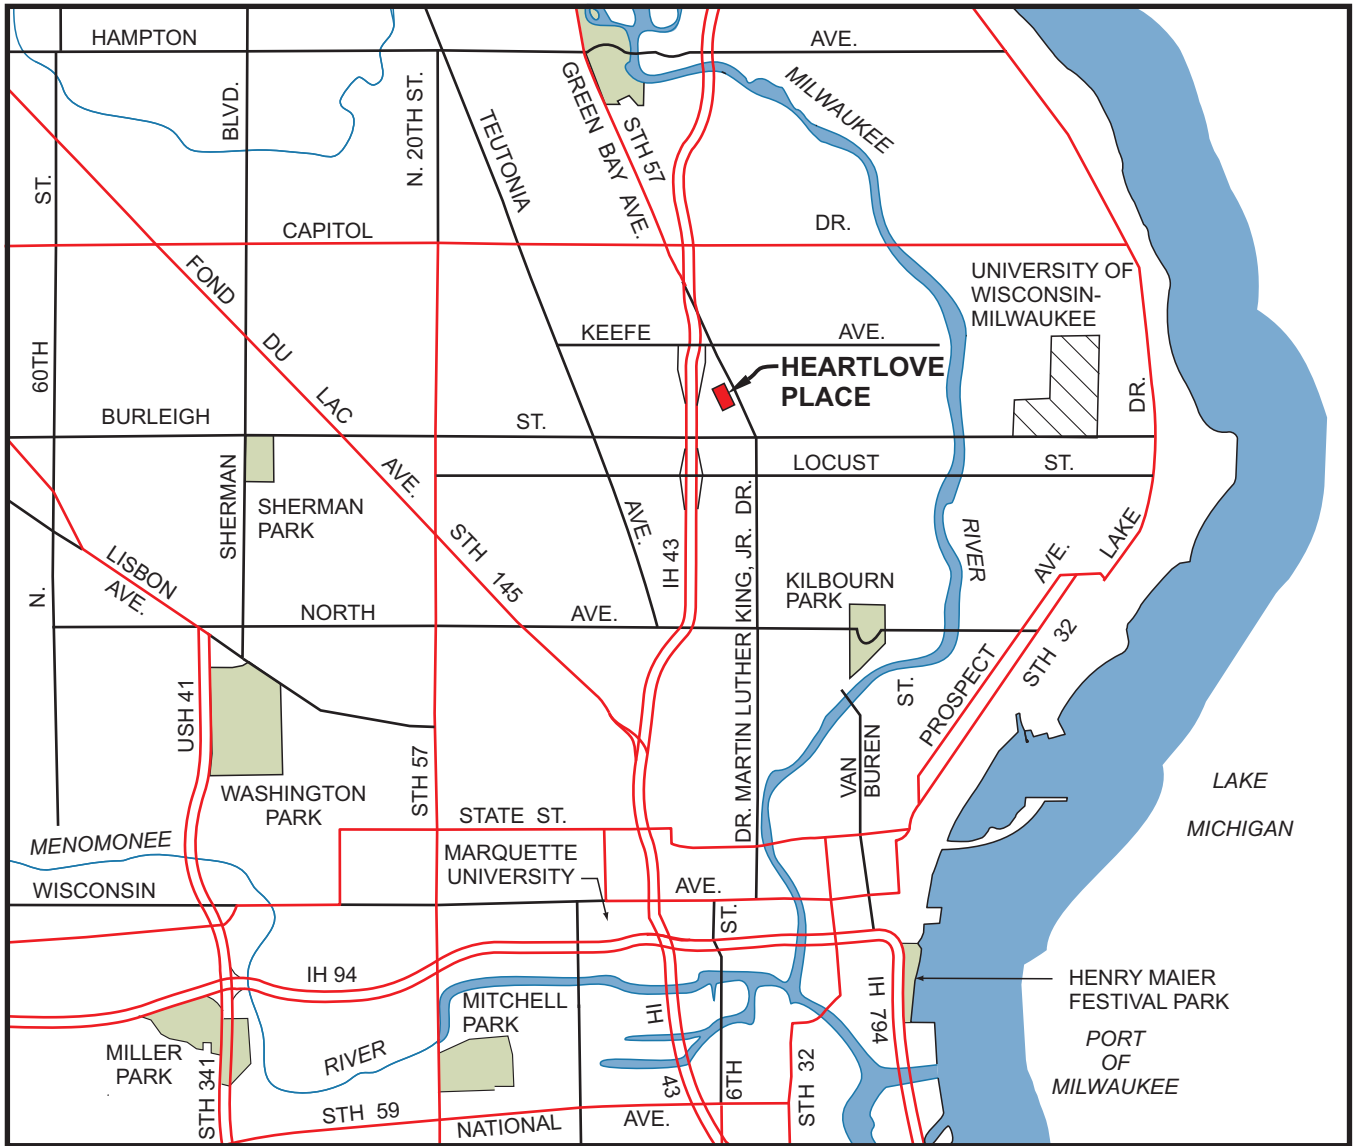 HAMPTON
AVE.
BLVD.
N. 20TH ST.
TEUTONIA
GREEN BAY AVE.
STH 57
MILWAUKEE
ST.
CAPITOL
DR.
FOND
DU
LAC
AVE.
STH 145
UNIVERSITY OF
WISCONSIN-
MILWAUKEE
KEEFE
AVE.
60TH
HEARTLOVE
PLACE
DR.
BURLEIGH
ST.
LOCUST
ST.
SHERMAN
SHERMAN
PARK
AVE.
IH 43
DR. MARTIN LUTHER KING, JR. DR.
RIVER
AVE.
LAKE
LISBON
AVE.
N.
NORTH
AVE.
KILBOURN
PARK
PROSPECT
STH 32
ST.
USH 41
STH 57
VAN
BUREN
WASHINGTON
PARK
LAKE
MICHIGAN
STATE ST.
MENOMONEE
MARQUETTE
UNIVERSITY
WISCONSIN
AVE.
ST.
IH 94
MITCHELL
PARK
IH
43
IH 794
HENRY MAIER
FESTIVAL PARK
MILLER
PARK
RIVER
STH 341
6TH
STH 32
PORT
OF
MILWAUKEE
STH 59
NATIONAL
AVE.